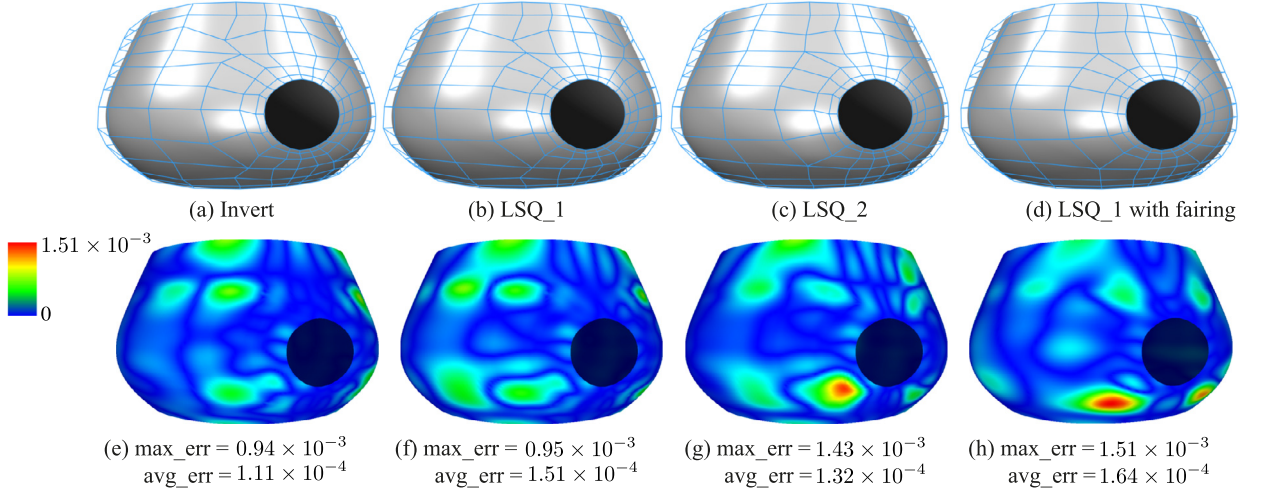 (a) Invert
(b) LSQ_1
(c) LSQ_2
(d) LSQ_1 with fairing
1.51 × 10⁻³
0
(e) max_err = 0.94 × 10⁻³
avg_err = 1.11 × 10⁻⁴
(f) max_err = 0.95 × 10⁻³
avg_err = 1.51 × 10⁻⁴
(g) max_err = 1.43 × 10⁻³
avg_err = 1.32 × 10⁻⁴
(h) max_err = 1.51 × 10⁻³
avg_err = 1.64 × 10⁻⁴